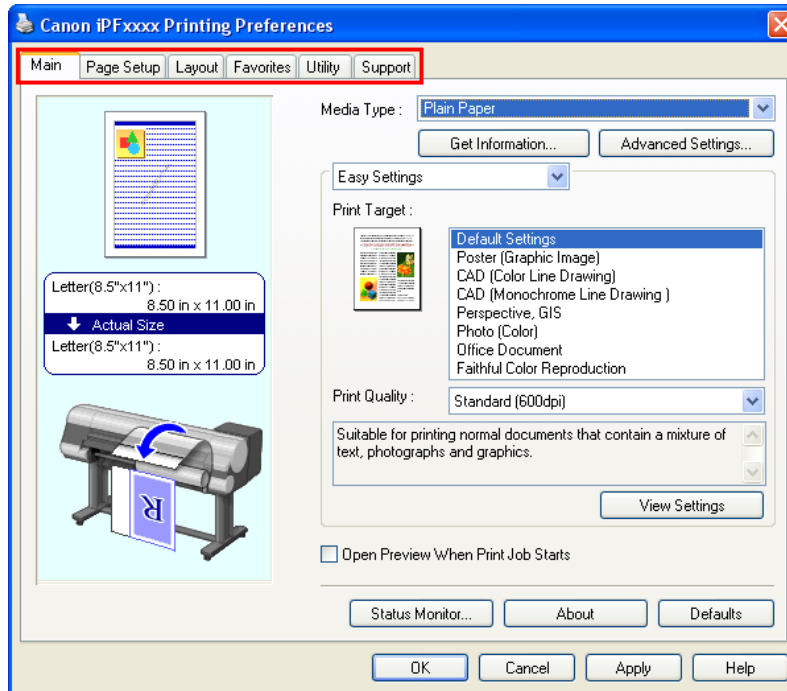 Canon iPFxxxx Printing Preferences
Main Page Setup Layout Favorites Utility Support
Media Type : Plain Paper
Get Information... Advanced Settings...
Easy Settings
Print Target :
Default Settings
Poster (Graphic Image)
CAD (Color Line Drawing)
CAD (Monochrome Line Drawing )
Perspective, GIS
Photo (Color)
Office Document
Faithful Color Reproduction
Letter(8.5"x11") :
8.50 in x 11.00 in
Actual Size
Letter(8.5"x11") :
8.50 in x 11.00 in
R
Print Quality : Standard (600dpi)
Suitable for printing normal documents that contain a mixture of
text, photographs and graphics.
View Settings
Open Preview When Print Job Starts
Status Monitor... About Defaults
OK Cancel Apply Help